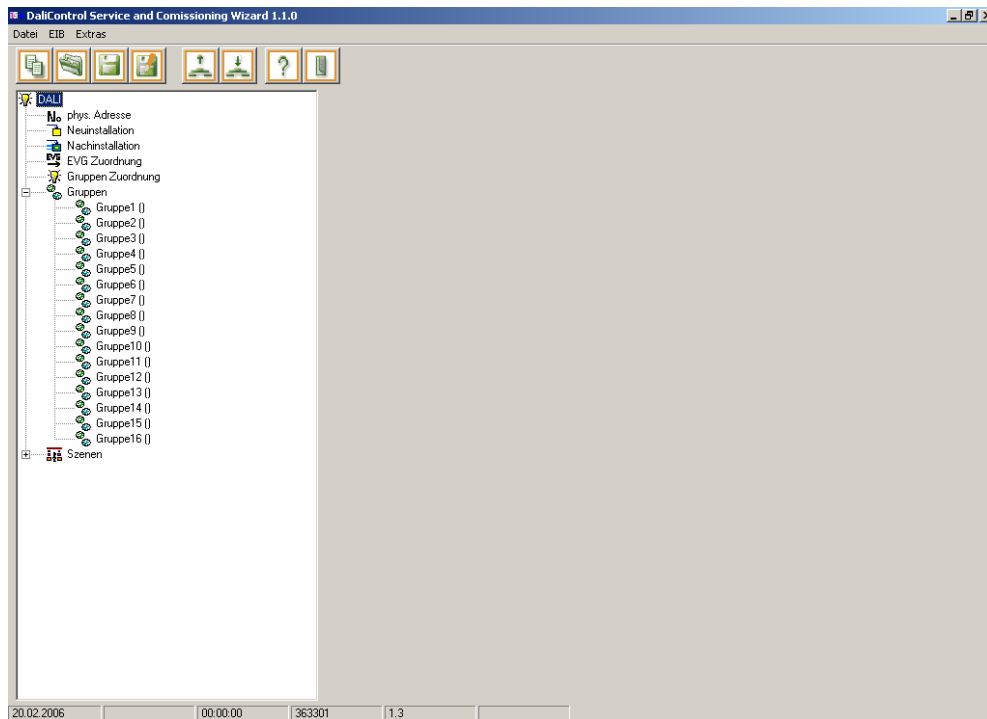 DaliControl Service and Comissioning Wizard 1.1.0
Datei EIB Extras
DALI
No phys. Adresse
Neuinstallation
Nachinstallation
EVG EVG Zuordnung
Gruppen Zuordnung
Gruppen
Gruppe1 ()
Gruppe2 ()
Gruppe3 ()
Gruppe4 ()
Gruppe5 ()
Gruppe6 ()
Gruppe7 ()
Gruppe8 ()
Gruppe9 ()
Gruppe10 ()
Gruppe11 ()
Gruppe12 ()
Gruppe13 ()
Gruppe14 ()
Gruppe15 ()
Gruppe16 ()
Szenen
20.02.2006 00:00:00 363301 1.3